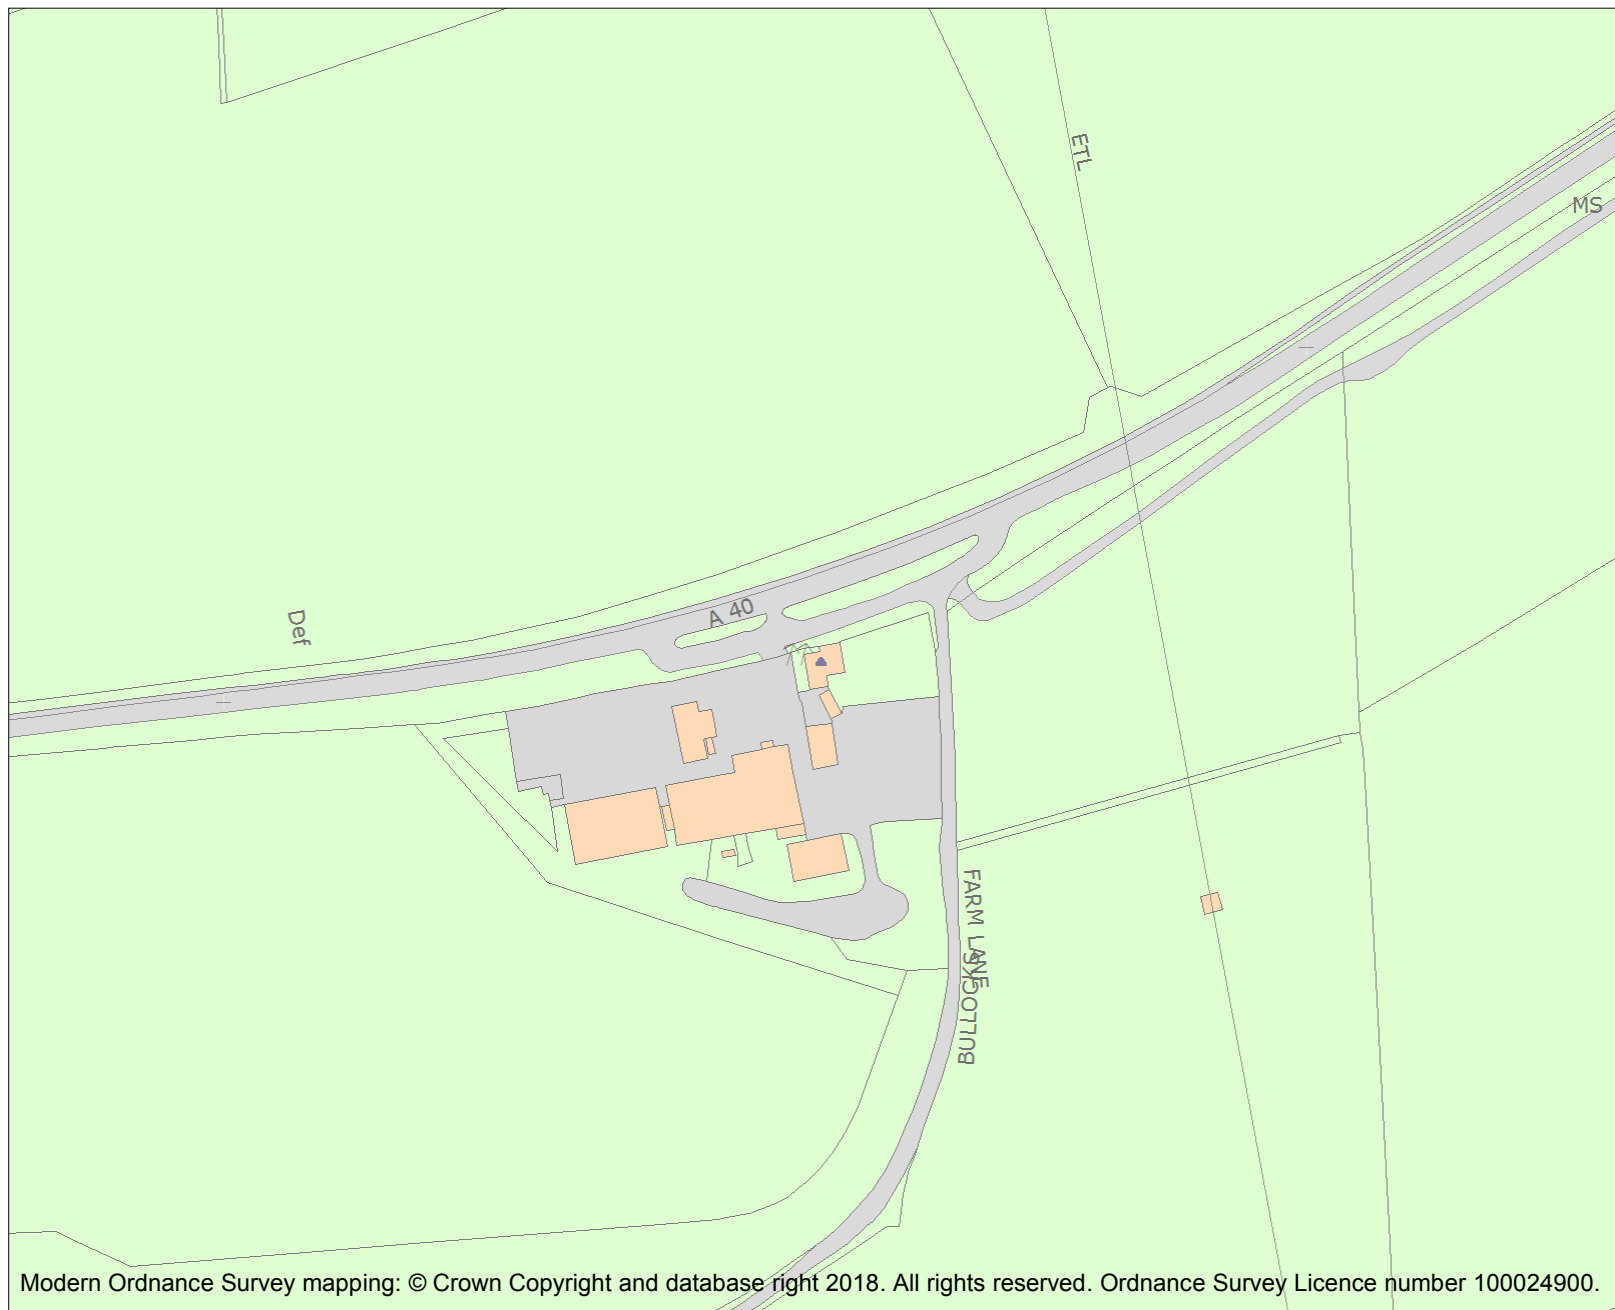 ETL
MS
Def
A 40
FARM LANE
BULLOCKS
Modern Ordnance Survey mapping: © Crown Copyright and database right 2018. All rights reserved. Ordnance Survey Licence number 100024900.